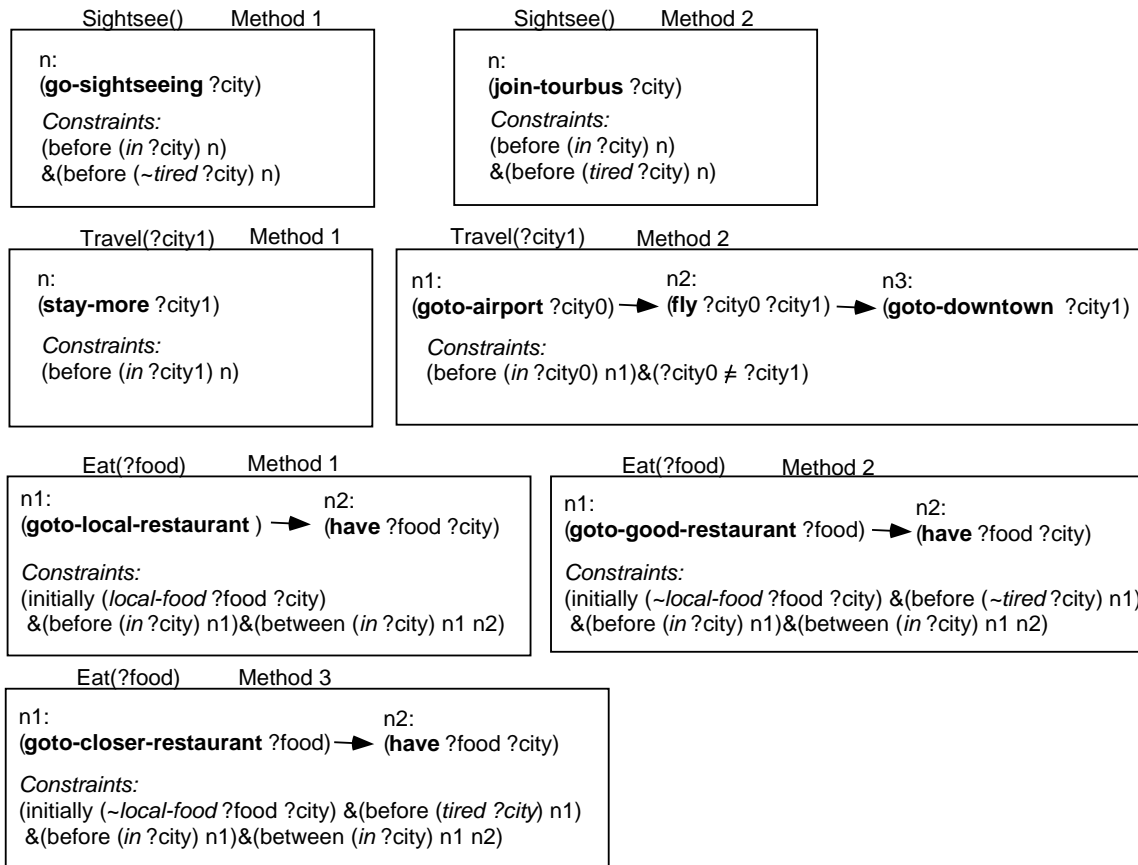 Sightsee() Method 1
n:
(go-sightseeing ?city)
Constraints:
(before (in ?city) n)
&(before (~tired ?city) n)
Sightsee() Method 2
n:
(join-tourbus ?city)
Constraints:
(before (in ?city) n)
&(before (tired ?city) n)
Travel(?city1) Method 1
n:
(stay-more ?city1)
Constraints:
(before (in ?city1) n)
Travel(?city1) Method 2
n1: n2: n3:
(goto-airport ?city0) (fly ?city0 ?city1) (goto-downtown ?city1)
Constraints:
(before (in ?city0) n1)&(?city0 ≠ ?city1)
Eat(?food) Method 1
n1: n2:
(goto-local-restaurant ) (have ?food ?city)
Constraints:
(initially (local-food ?food ?city)
&(before (in ?city) n1)&(between (in ?city) n1 n2)
Eat(?food) Method 2
n1: n2:
(goto-good-restaurant ?food) (have ?food ?city)
Constraints:
(initially (~local-food ?food ?city) &(before (~tired ?city) n1)
&(before (in ?city) n1)&(between (in ?city) n1 n2)
Eat(?food) Method 3
n1: n2:
(goto-closer-restaurant ?food) (have ?food ?city)
Constraints:
(initially (~local-food ?food ?city) &(before (tired ?city) n1)
&(before (in ?city) n1)&(between (in ?city) n1 n2)